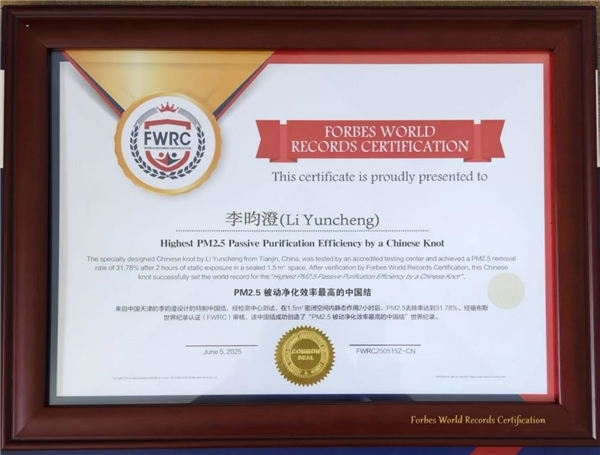 FWRC
WORLD RECORDS CERTIFICATION
FORBES WORLD
RECORDS CERTIFICATION
This certificate is proudly presented to
李昀澄(Li Yuncheng)
Highest PM2.5 Passive Purification Efficiency by a Chinese Knot
The specially designed Chinese knot by Li Yuncheng from Tianjin, China, was tested by an accredited testing center and achieved a PM2.5 removal
rate of 31.78% after 2 hours of static exposure in a sealed 1.5m³ space. After verification by Forbes World Records Certification, this Chinese
knot successfully set the world record for the "Highest PM2.5 Passive Purification Efficiency by a Chinese Knot".
PM2.5 被动净化效率最高的中国结
来自中国天津的李昀澄设计的特制中国结，经检测中心测试，在1.5m³密闭空间内静态作用2小时后，PM2.5去除率达到31.78%。经福布斯
世界纪录认证（FWRC）审核，该中国结成功创造了“PM2.5 被动净化效率最高的中国结”世界纪录。
June 5, 2025
COMMON
SEAL
FWRC250515Z-CN
Forbes World Records Certification